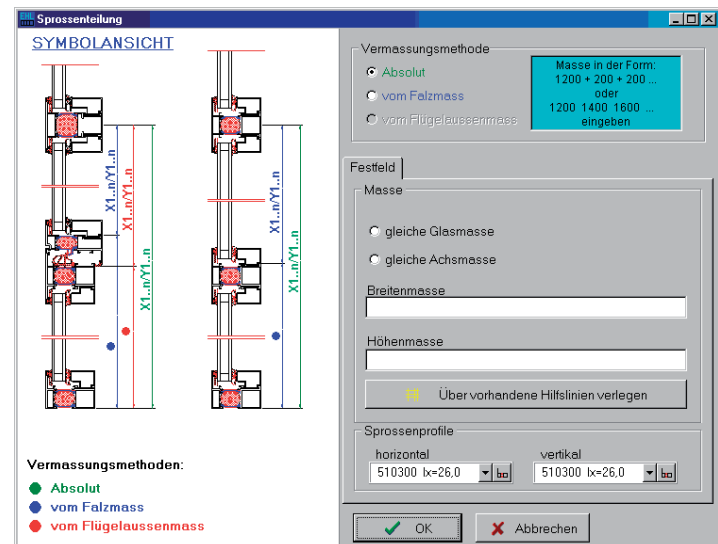 EHL Sprossenteilung
SYMBOLANSICHT
X1..n/Y1..n
X1..n/Y1..n
X1..n/Y1..n
X1..n/Y1..n
X1..n/Y1..n
Vermassungsmethoden:
Absolut
vom Falzmass
vom Flügelaussenmass
Vermassungsmethode
Absolut
vom Falzmass
vom Flügelaussenmass
Masse in der Form:
1200 + 200 + 200 ...
oder
1200 1400 1600 ...
eingeben
Festfeld
Masse
gleiche Glasmasse
gleiche Achsmasse
Breitenmasse
Höhenmasse
Über vorhandene Hilfslinien verlegen
Sprossenprofile
horizontal
vertikal
510300 Ix=26,0
510300 Ix=26,0
OK
Abbrechen